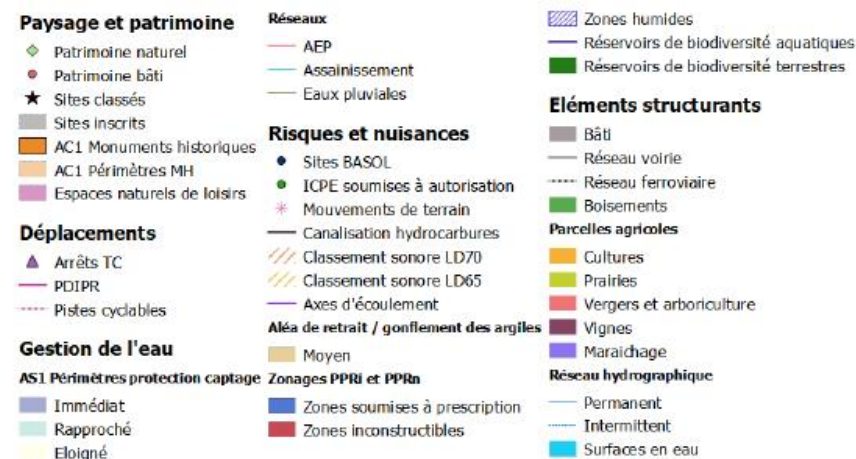 Paysage et patrimoine
Patrimoine naturel
Patrimoine bâti
Sites classés
Sites inscrits
AC1 Monuments historiques
AC1 Périmètres MH
Espaces naturels de loisirs
Déplacements
Arrêts TC
PDIPR
Pistes cyclables
Gestion de l'eau
AS1 Périmètres protection captage
Immédiat
Rapproché
Eloigné
Réseaux
AEP
Assainissement
Eaux pluviales
Risques et nuisances
Sites BASOL
ICPE soumises à autorisation
Mouvements de terrain
Canalisation hydrocarbures
Classement sonore LD70
Classement sonore LD65
Axes d'écoulement
Aléa de retrait / gonflement des argiles
Moyen
Zonages PPRi et PPRn
Zones soumises à prescription
Zones inconstructibles
Zones humides
Réservoirs de biodiversité aquatiques
Réservoirs de biodiversité terrestres
Eléments structurants
Bâti
Réseau voirie
Réseau ferroviaire
Boisements
Parcelles agricoles
Cultures
Prairies
Vergers et arboriculture
Vignes
Maraichage
Réseau hydrographique
Permanent
Intermittent
Surfaces en eau